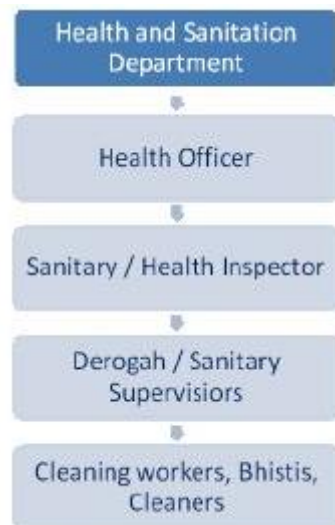 Health and Sanitation
Department
Health Officer
Sanitary / Health Inspector
Derogah / Sanitary
Supervisiors
Cleaning workers, Bhistis,
Cleaners